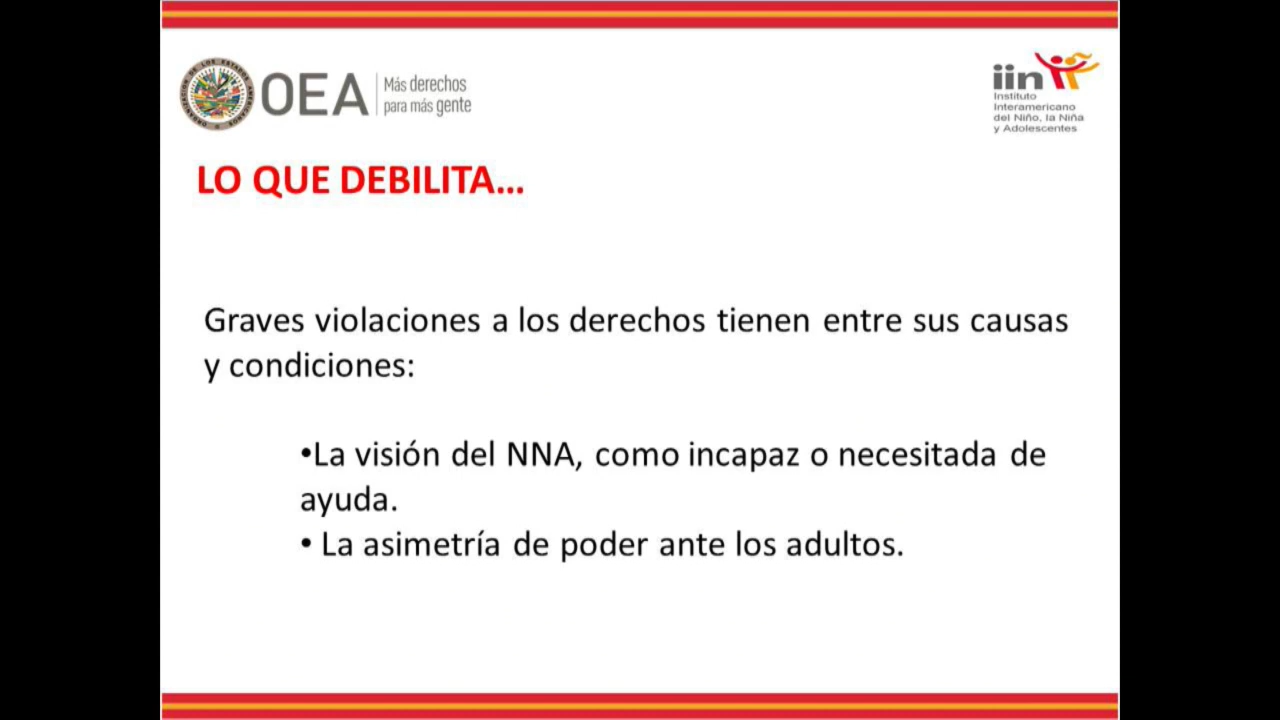 OEA
Más derechos
para más gente
iin
Instituto
Interamericano
del Niño, la Niña
y Adolescentes
LO QUE DEBILITA...
Graves violaciones a los derechos tienen entre sus causas
y condiciones:
•La visión del NNA, como incapaz o necesitada de
ayuda.
• La asimetría de poder ante los adultos.